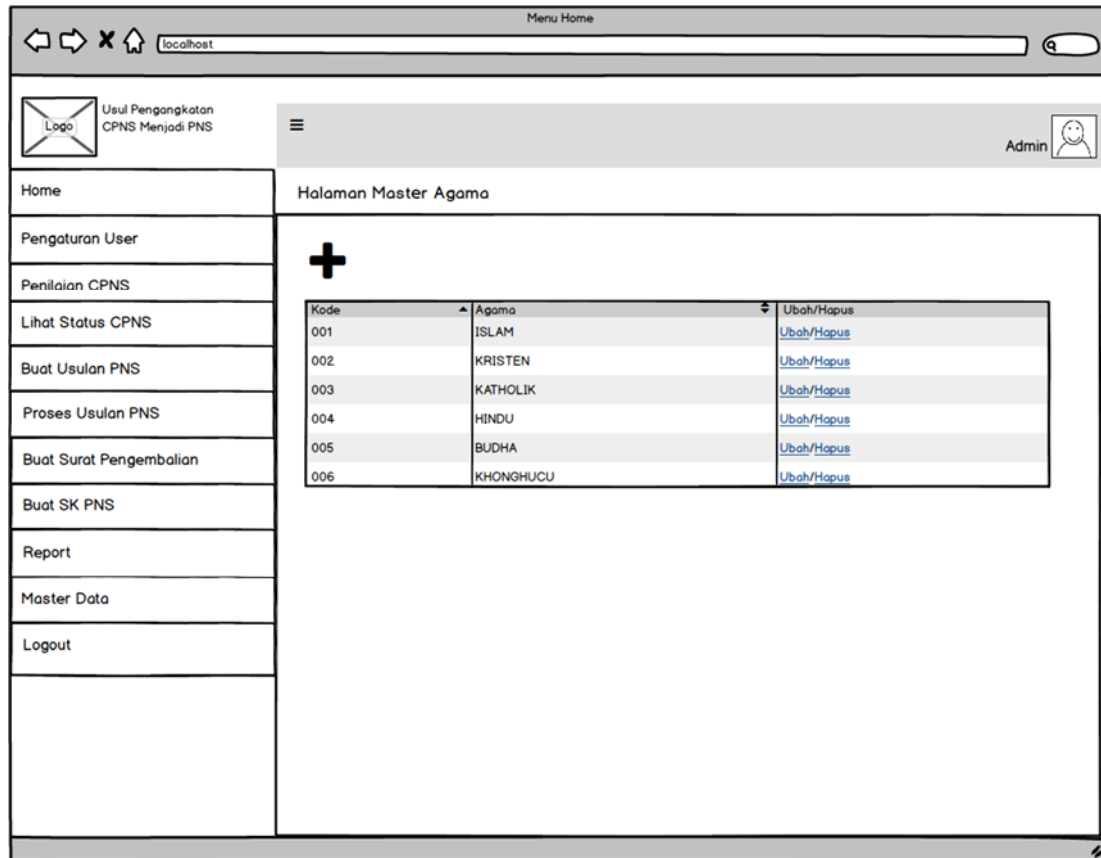 Menu Home
localhost
Logo
Usul Pengangkatan
CPNS Menjadi PNS
Admin
Home
Pengaturan User
Penilaian CPNS
Lihat Status CPNS
Buat Usulan PNS
Proses Usulan PNS
Buat Surat Pengembalian
Buat SK PNS
Report
Master Data
Logout
Halaman Master Agama
Kode Agama Ubah/Hapus
001 ISLAM Ubah/Hapus
002 KRISTEN Ubah/Hapus
003 KATHOLIK Ubah/Hapus
004 HINDU Ubah/Hapus
005 BUDHA Ubah/Hapus
006 KHONGHUCU Ubah/Hapus